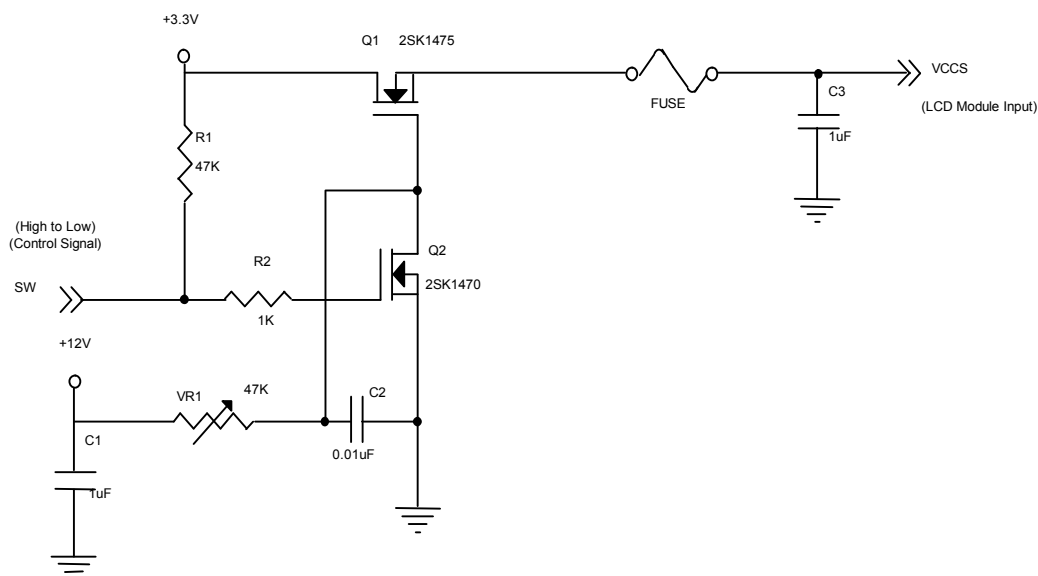 +3.3V
Q1 2SK1475
VCCS
FUSE
C3
(LCD Module Input)
1uF
R1
47K
(High to Low)
(Control Signal)
Q2
R2
2SK1470
SW
1K
+12V
VR1
47K
C2
C1
0.01uF
1uF